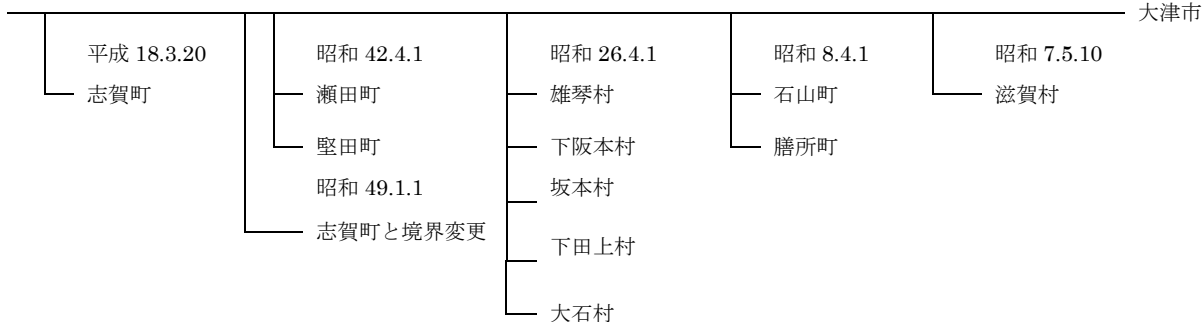 大津市
平成 18.3.20
志賀町
昭和 42.4.1
瀬田町
堅田町
昭和 49.1.1
志賀町と境界変更
昭和 26.4.1
雄琴村
下阪本村
坂本村
下田上村
大石村
昭和 8.4.1
石山町
膳所町
昭和 7.5.10
滋賀村